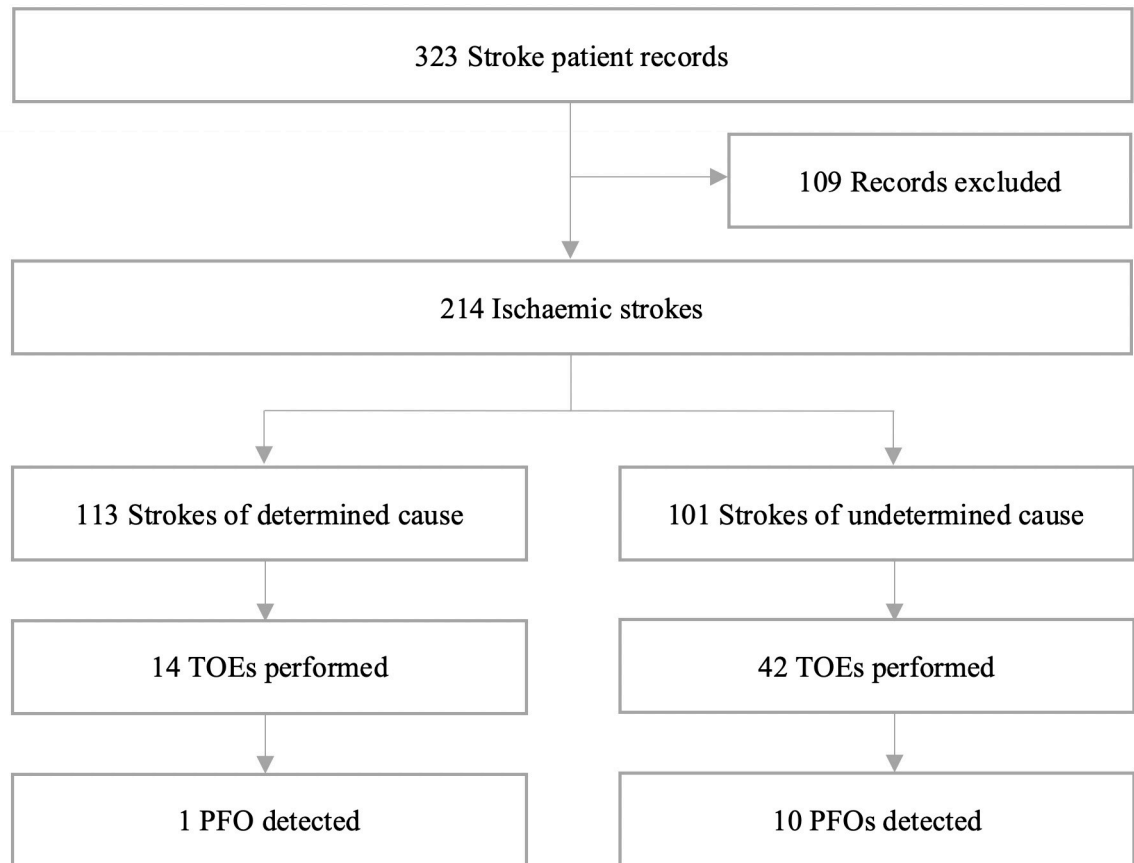 323 Stroke patient records
109 Records excluded
214 Ischaemic strokes
113 Strokes of determined cause
101 Strokes of undetermined cause
14 TOEs performed
42 TOEs performed
1 PFO detected
10 PFOs detected